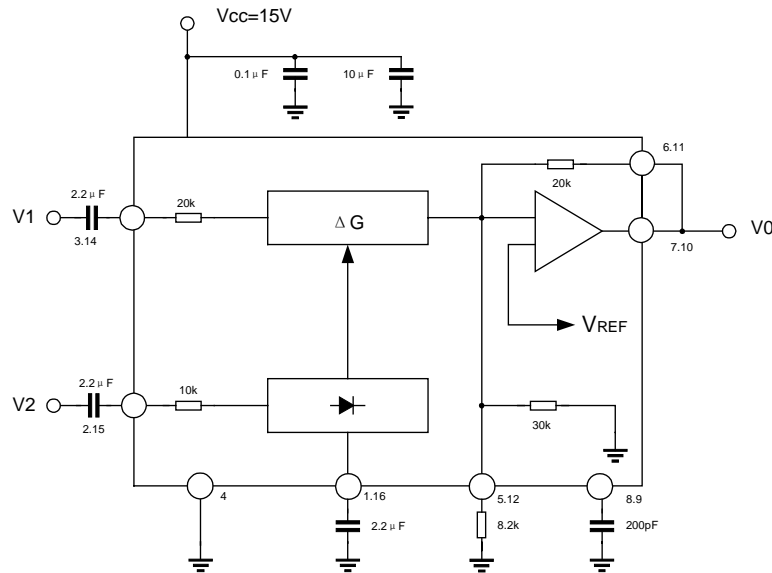 Vcc=15V
0.1μF
10μF
6.11
2.2μF
20k
V1
20k
ΔG
V0
3.14
7.10
VREF
2.2μF
V2
10k
2.15
30k
4
1.16
5.12
8.9
2.2μF
8.2k
200pF